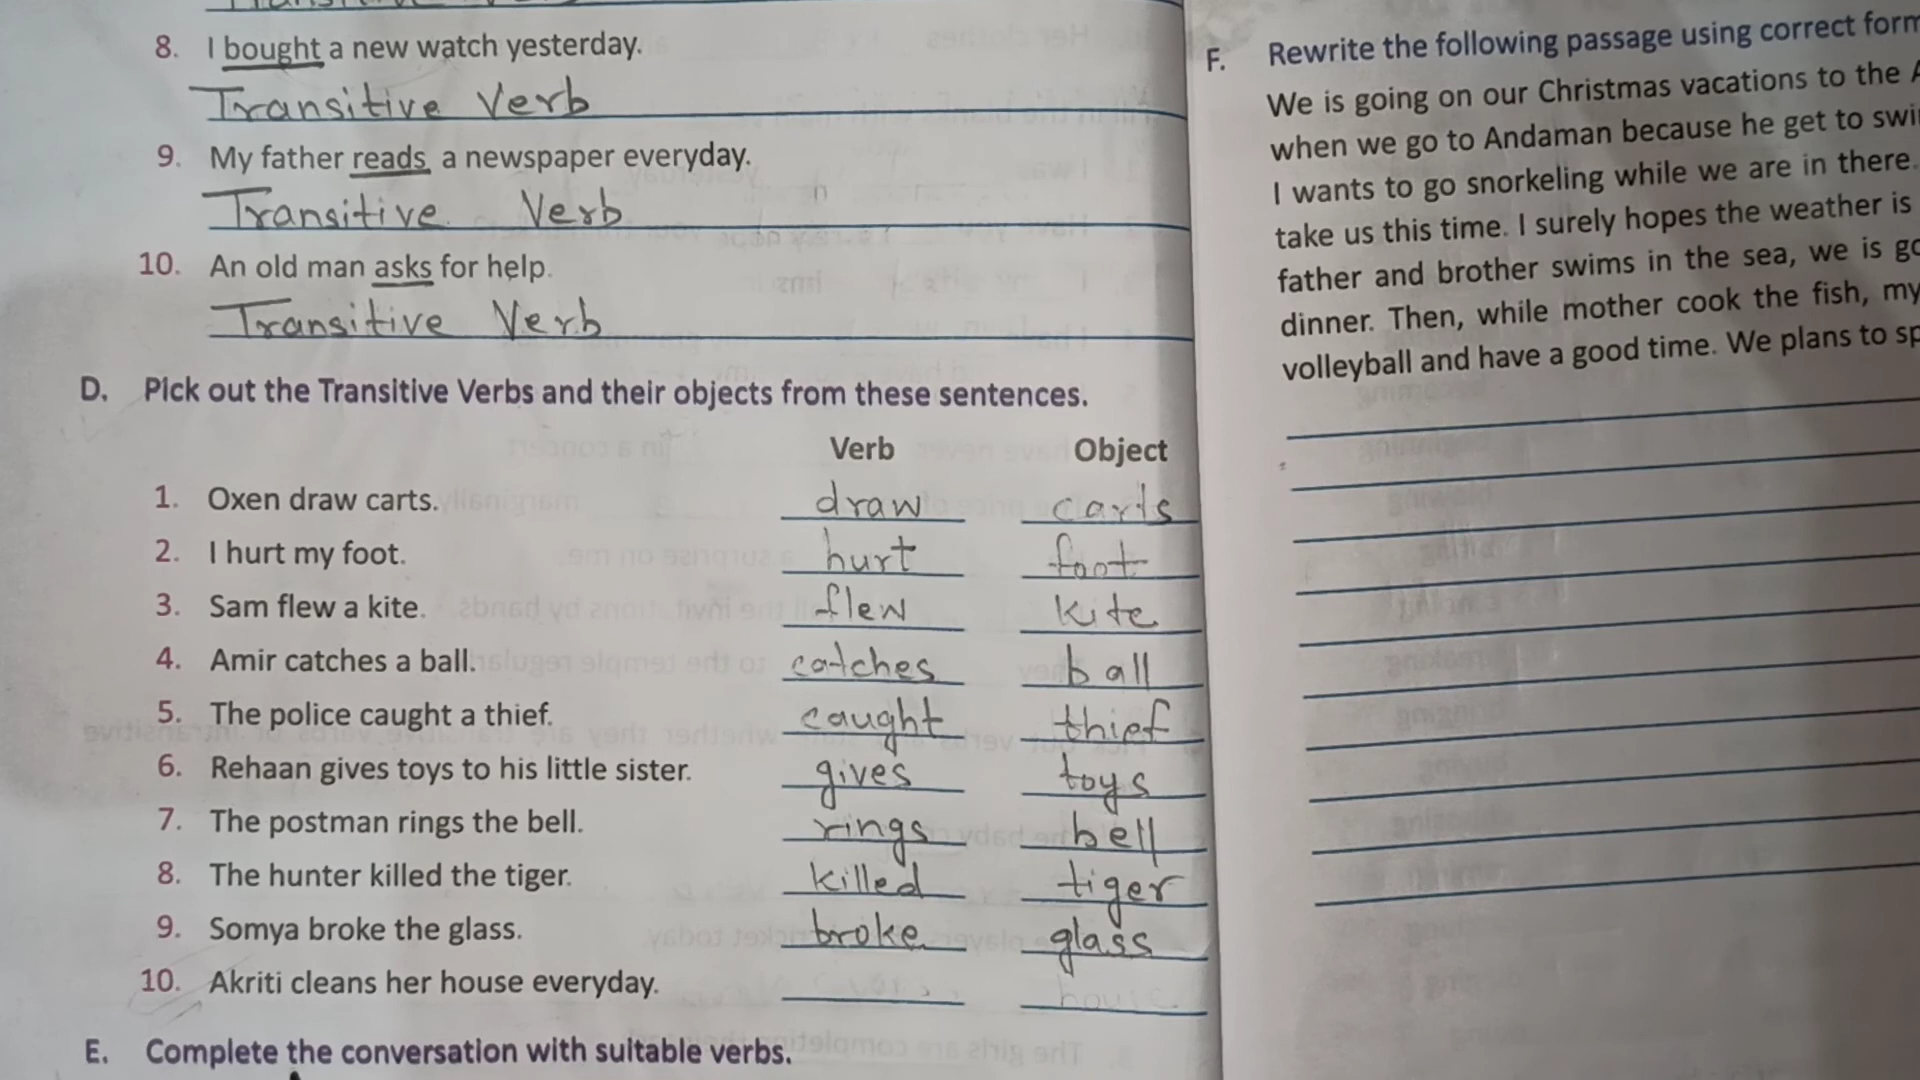 8. I bought a new watch yesterday.
Transitive Verb
9. My father reads a newspaper everyday.
Transitive Verb
10. An old man asks for help.
Transitive Verb
D. Pick out the Transitive Verbs and their objects from these sentences.
Verb Object
1. Oxen draw carts. draw carts
2. I hurt my foot. hurt foot
3. Sam flew a kite. flew kite
4. Amir catches a ball. catches ball
5. The police caught a thief. caught thief
6. Rehaan gives toys to his little sister. gives toys
7. The postman rings the bell. rings bell
8. The hunter killed the tiger. killed tiger
9. Somya broke the glass. broke glass
10. Akriti cleans her house everyday.
E. Complete the conversation with suitable verbs.
F. Rewrite the following passage using correct form
We is going on our Christmas vacations to the
when we go to Andaman because he get to
I wants to go snorkeling while we are in there.
take us this time. I surely hopes the weather is
father and brother swims in the sea, we is
dinner. Then, while mother cook the fish, my
volleyball and have a good time. We plans to